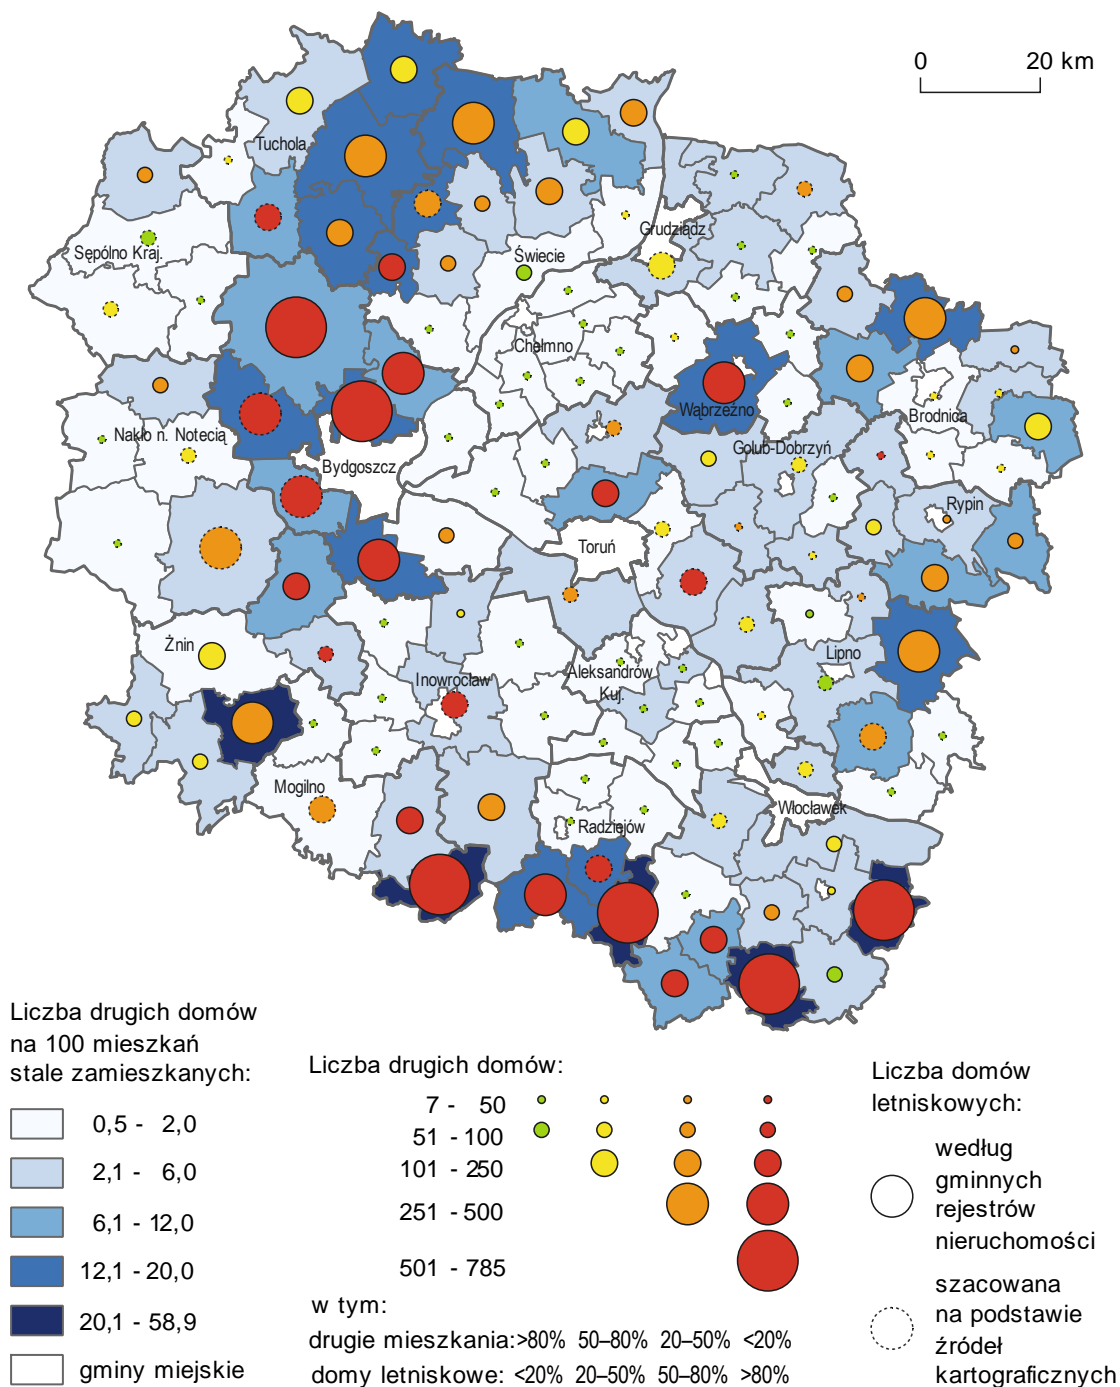 0 20 km
Tuchola
Grudziądz
Sępólno Kraj.
Świecie
Chełmno
Wąbrzeźno
Brodnica
Nakło n. Notecią
Golub-Dobrzyń
Bydgoszcz
Rypin
Toruń
Żnin
Lipno
Inowrocław
Aleksandrów
Kuj.
Mogilno
Włocławek
Radziejów
Liczba drugich domów
na 100 mieszkań
stale zamieszkanych:
0,5 - 2,0
2,1 - 6,0
6,1 - 12,0
12,1 - 20,0
20,1 - 58,9
gminy miejskie
Liczba drugich domów:
7 - 50
51 - 100
101 - 250
251 - 500
501 - 785
w tym:
drugie mieszkania: >80% 50–80% 20–50% <20%
domy letniskowe: <20% 20–50% 50–80% >80%
Liczba domów
letniskowych:
według
gminnych
rejestrów
nieruchomości
szacowana
na podstawie
źródeł
kartograficznych